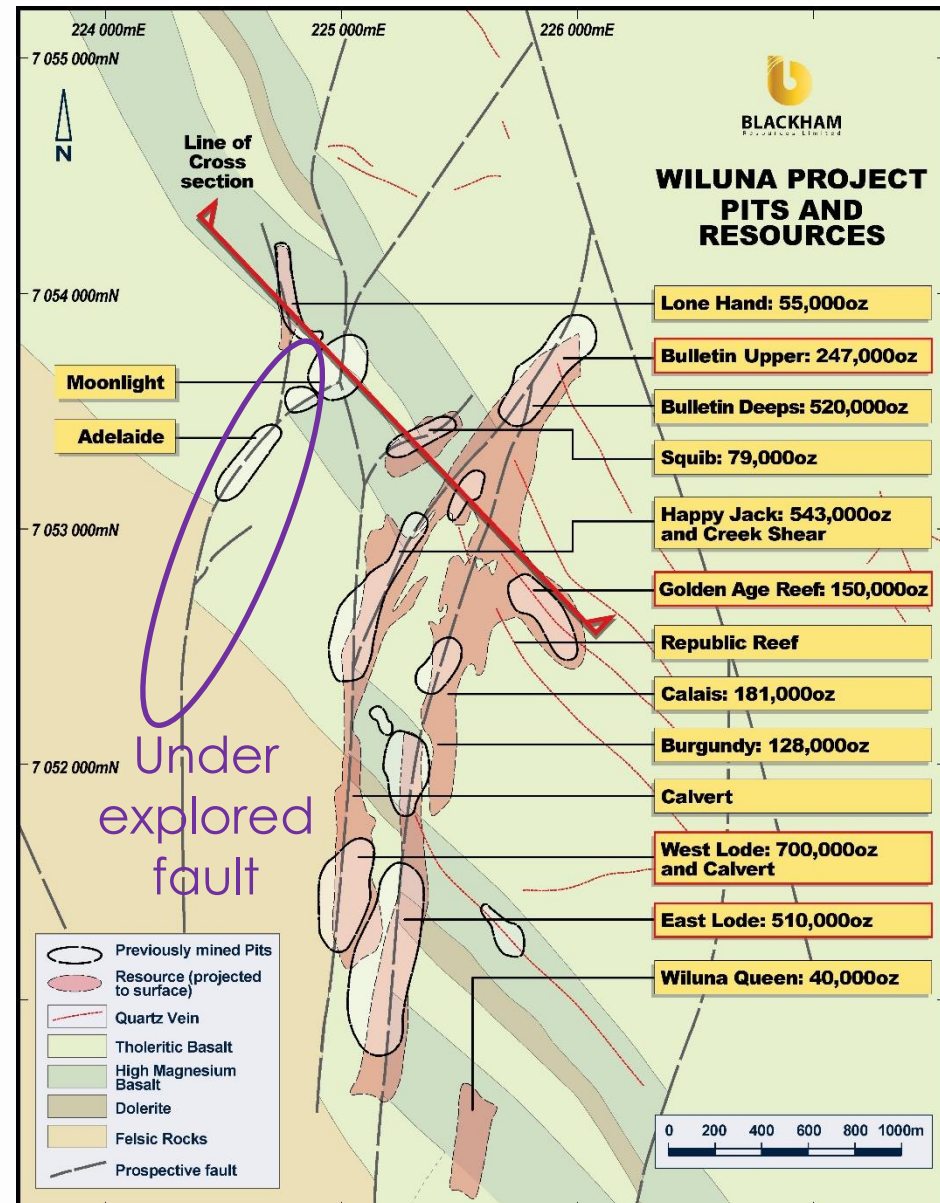 224 000mE
225 000mE
226 000mE
7 055 000mN
N
BLACKHAM
Resources Limited
Line of
Cross
section
WILUNA PROJECT
PITS AND
RESOURCES
7 054 000mN
Lone Hand: 55,000oz
Bulletin Upper: 247,000oz
Moonlight
Bulletin Deeps: 520,000oz
Adelaide
Squib: 79,000oz
7 053 000mN
Happy Jack: 543,000oz
and Creek Shear
Golden Age Reef: 150,000oz
Republic Reef
Calais: 181,000oz
Burgundy: 128,000oz
7 052 000mN
Under
explored
fault
Calvert
West Lode: 700,000oz
and Calvert
East Lode: 510,000oz
Wiluna Queen: 40,000oz
Previously mined Pits
Resource (projected
to surface)
Quartz Vein
Tholeritic Basalt
High Magnesium
Basalt
Dolerite
Felsic Rocks
Prospective fault
0 200 400 600 800 1000m